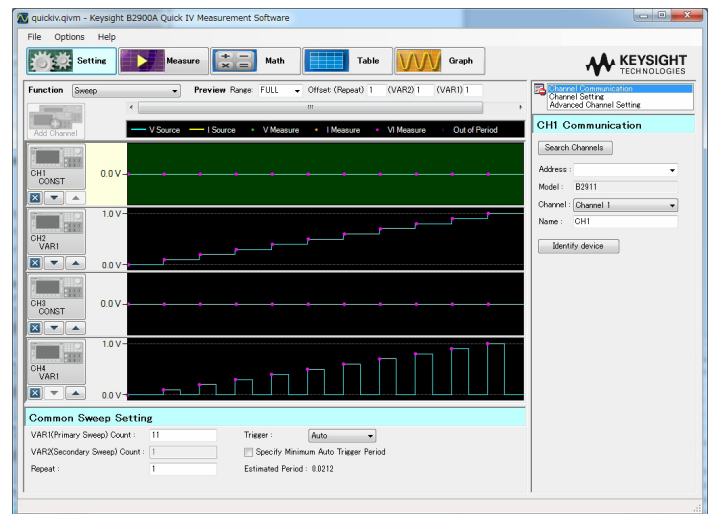 quickiv.qivm - Keysight B2900A Quick IV Measurement Software
File Options Help
Setting Measure Math Table Graph
KEYSIGHT
TECHNOLOGIES
Function Sweep Preview Range: FULL Offset: (Repeat) 1 (VAR2) 1 (VAR1) 1
Add Channel
V Source I Source V Measure I Measure VI Measure Out of Period
CH1
CONST
0.0 V
CH2
VAR1
1.0 V
0.0 V
CH3
CONST
0.0 V
CH4
VAR1
1.0 V
0.0 V
Common Sweep Setting
VAR1(Primary Sweep) Count : 11
VAR2(Secondary Sweep) Count : 1
Repeat : 1
Trigger : Auto
Specify Minimum Auto Trigger Period
Estimated Period : 0.0212
Channel Communication
Channel Setting
Advanced Channel Setting
CH1 Communication
Search Channels
Address :
Model : B2911
Channel : Channel 1
Name : CH1
Identify device